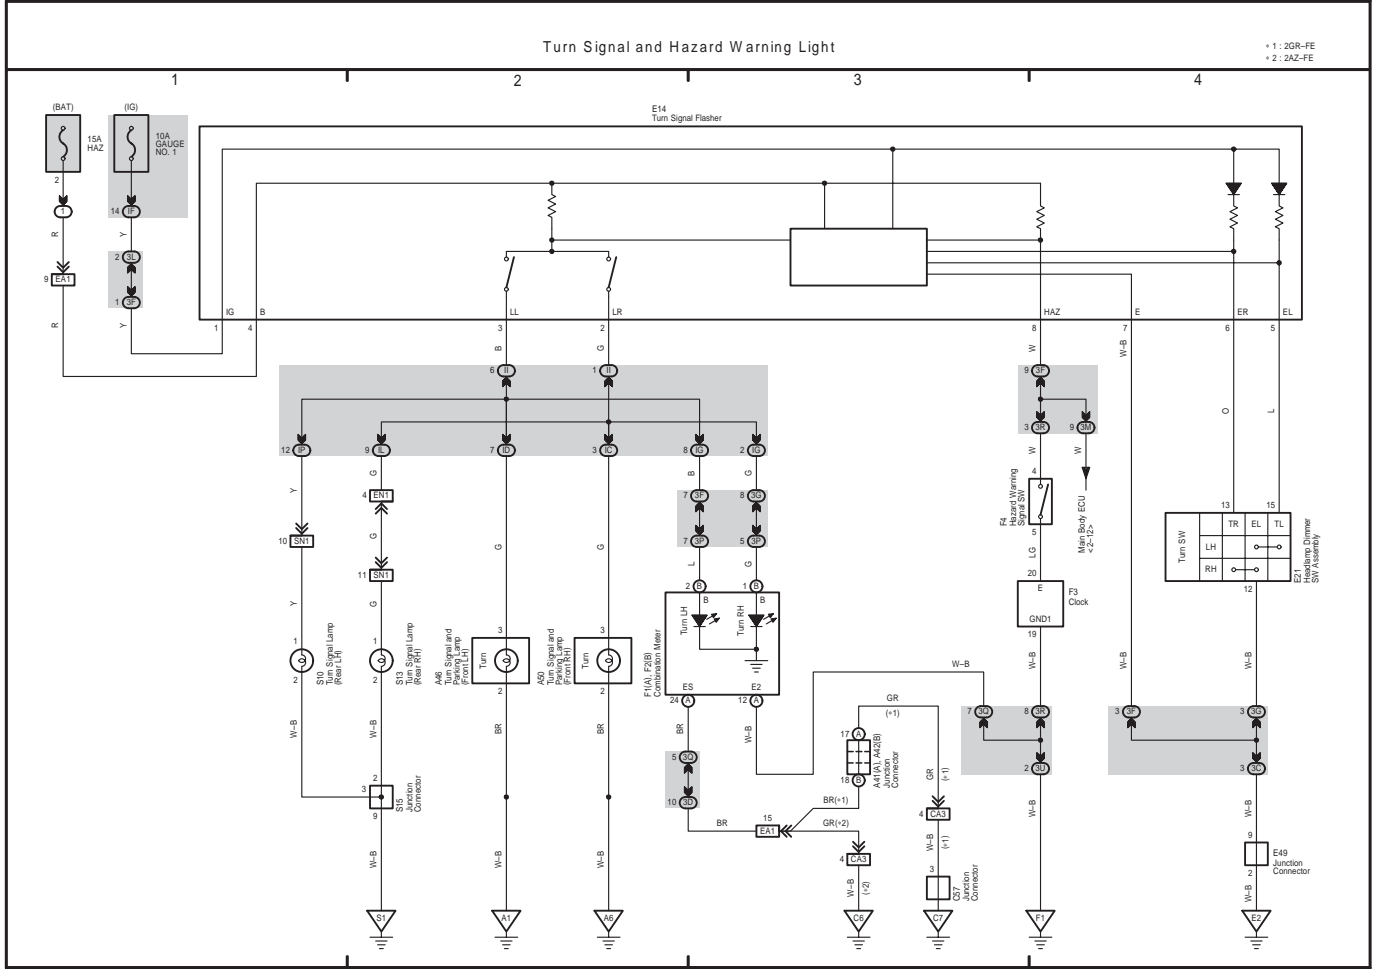 Turn Signal and Hazard Warning Light
∗ 1 : 2GR–FE
∗ 2 : 2AZ–FE
1
2
3
4
(BAT)
(IG)
15A
HAZ
10A
GAUGE
NO. 1
E14
Turn Signal Flasher
2
1
14 IF
R
Y
2 3L
9 EA1
1 3F
R
Y
IG
B
LL
LR
HAZ
E
ER
EL
1
4
3
2
8
7
6
5
B
G
W
W–B
O
L
6 II
1 II
9 3F
12 IP
9 IL
7 ID
3 IC
8 IG
2 IG
3 3R
9 3M
Y
G
B
G
W
W
4 EN1
7 3F
8 3G
10 SN1
G
7 3P
5 3P
11 SN1
G
G
L
G
Y
G
4
F4
Hazard Warning
Signal SW
5
LG
Main Body ECU
<2–12>
13
15
Turn SW
TR
EL
TL
LH
RH
E21
Headlamp Dimmer
SW Assembly
12
2 B
1 B
B
B
Turn LH
Turn RH
F1(A), F2(B)
Combination Meter
ES
E2
24 A
12 A
20
E
F3
Clock
GND1
19
1
2
S10
Turn Signal Lamp
(Rear LH)
1
2
S13
Turn Signal Lamp
(Rear RH)
3
Turn
2
A46
Turn Signal and
Parking Lamp
(Front LH)
3
Turn
2
A50
Turn Signal and
Parking Lamp
(Front RH)
W–B
W–B
BR
BR
BR
W–B
W–B
W–B
W–B
W–B
GR
(∗1)
7 3Q
8 3R
3 3F
3 3G
17 A
A41(A), A42(B)
Junction
Connector
18 B
5 3Q
10 3D
2 3U
3 3C
GR
(∗1)
2
3
9
S15
Junction
Connector
BR
15
EA1
BR(∗1)
GR(∗2)
4 CA3
4 CA3
W–B
(∗1)
W–B
W–B
9
E49
Junction
Connector
2
W–B
W–B
W–B
W–B
W–B
(∗2)
3
C57
Junction
Connector
S1
A1
A6
C6
C7
F1
E2